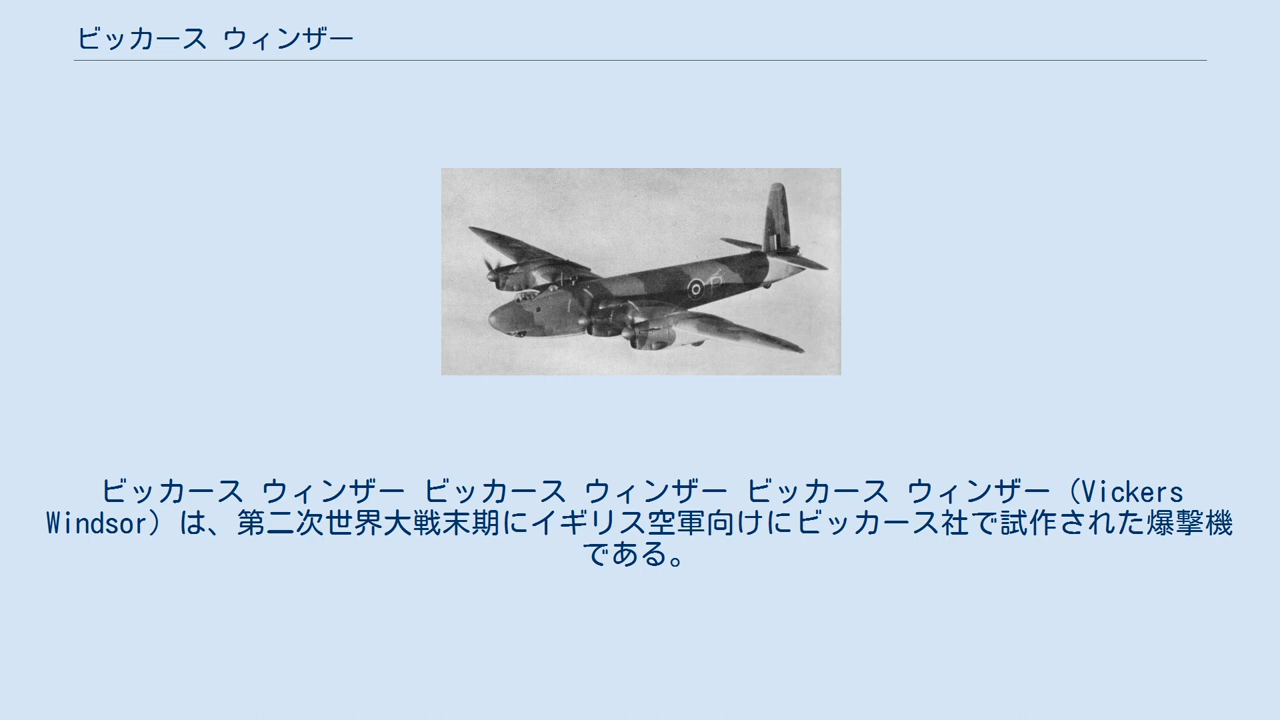 ビッカース ウィンザー
ビッカース ウィンザー ビッカース ウィンザー ビッカース ウィンザー（Vickers
Windsor）は、第二次世界大戦末期にイギリス空軍向けにビッカース社で試作された爆撃機
である。